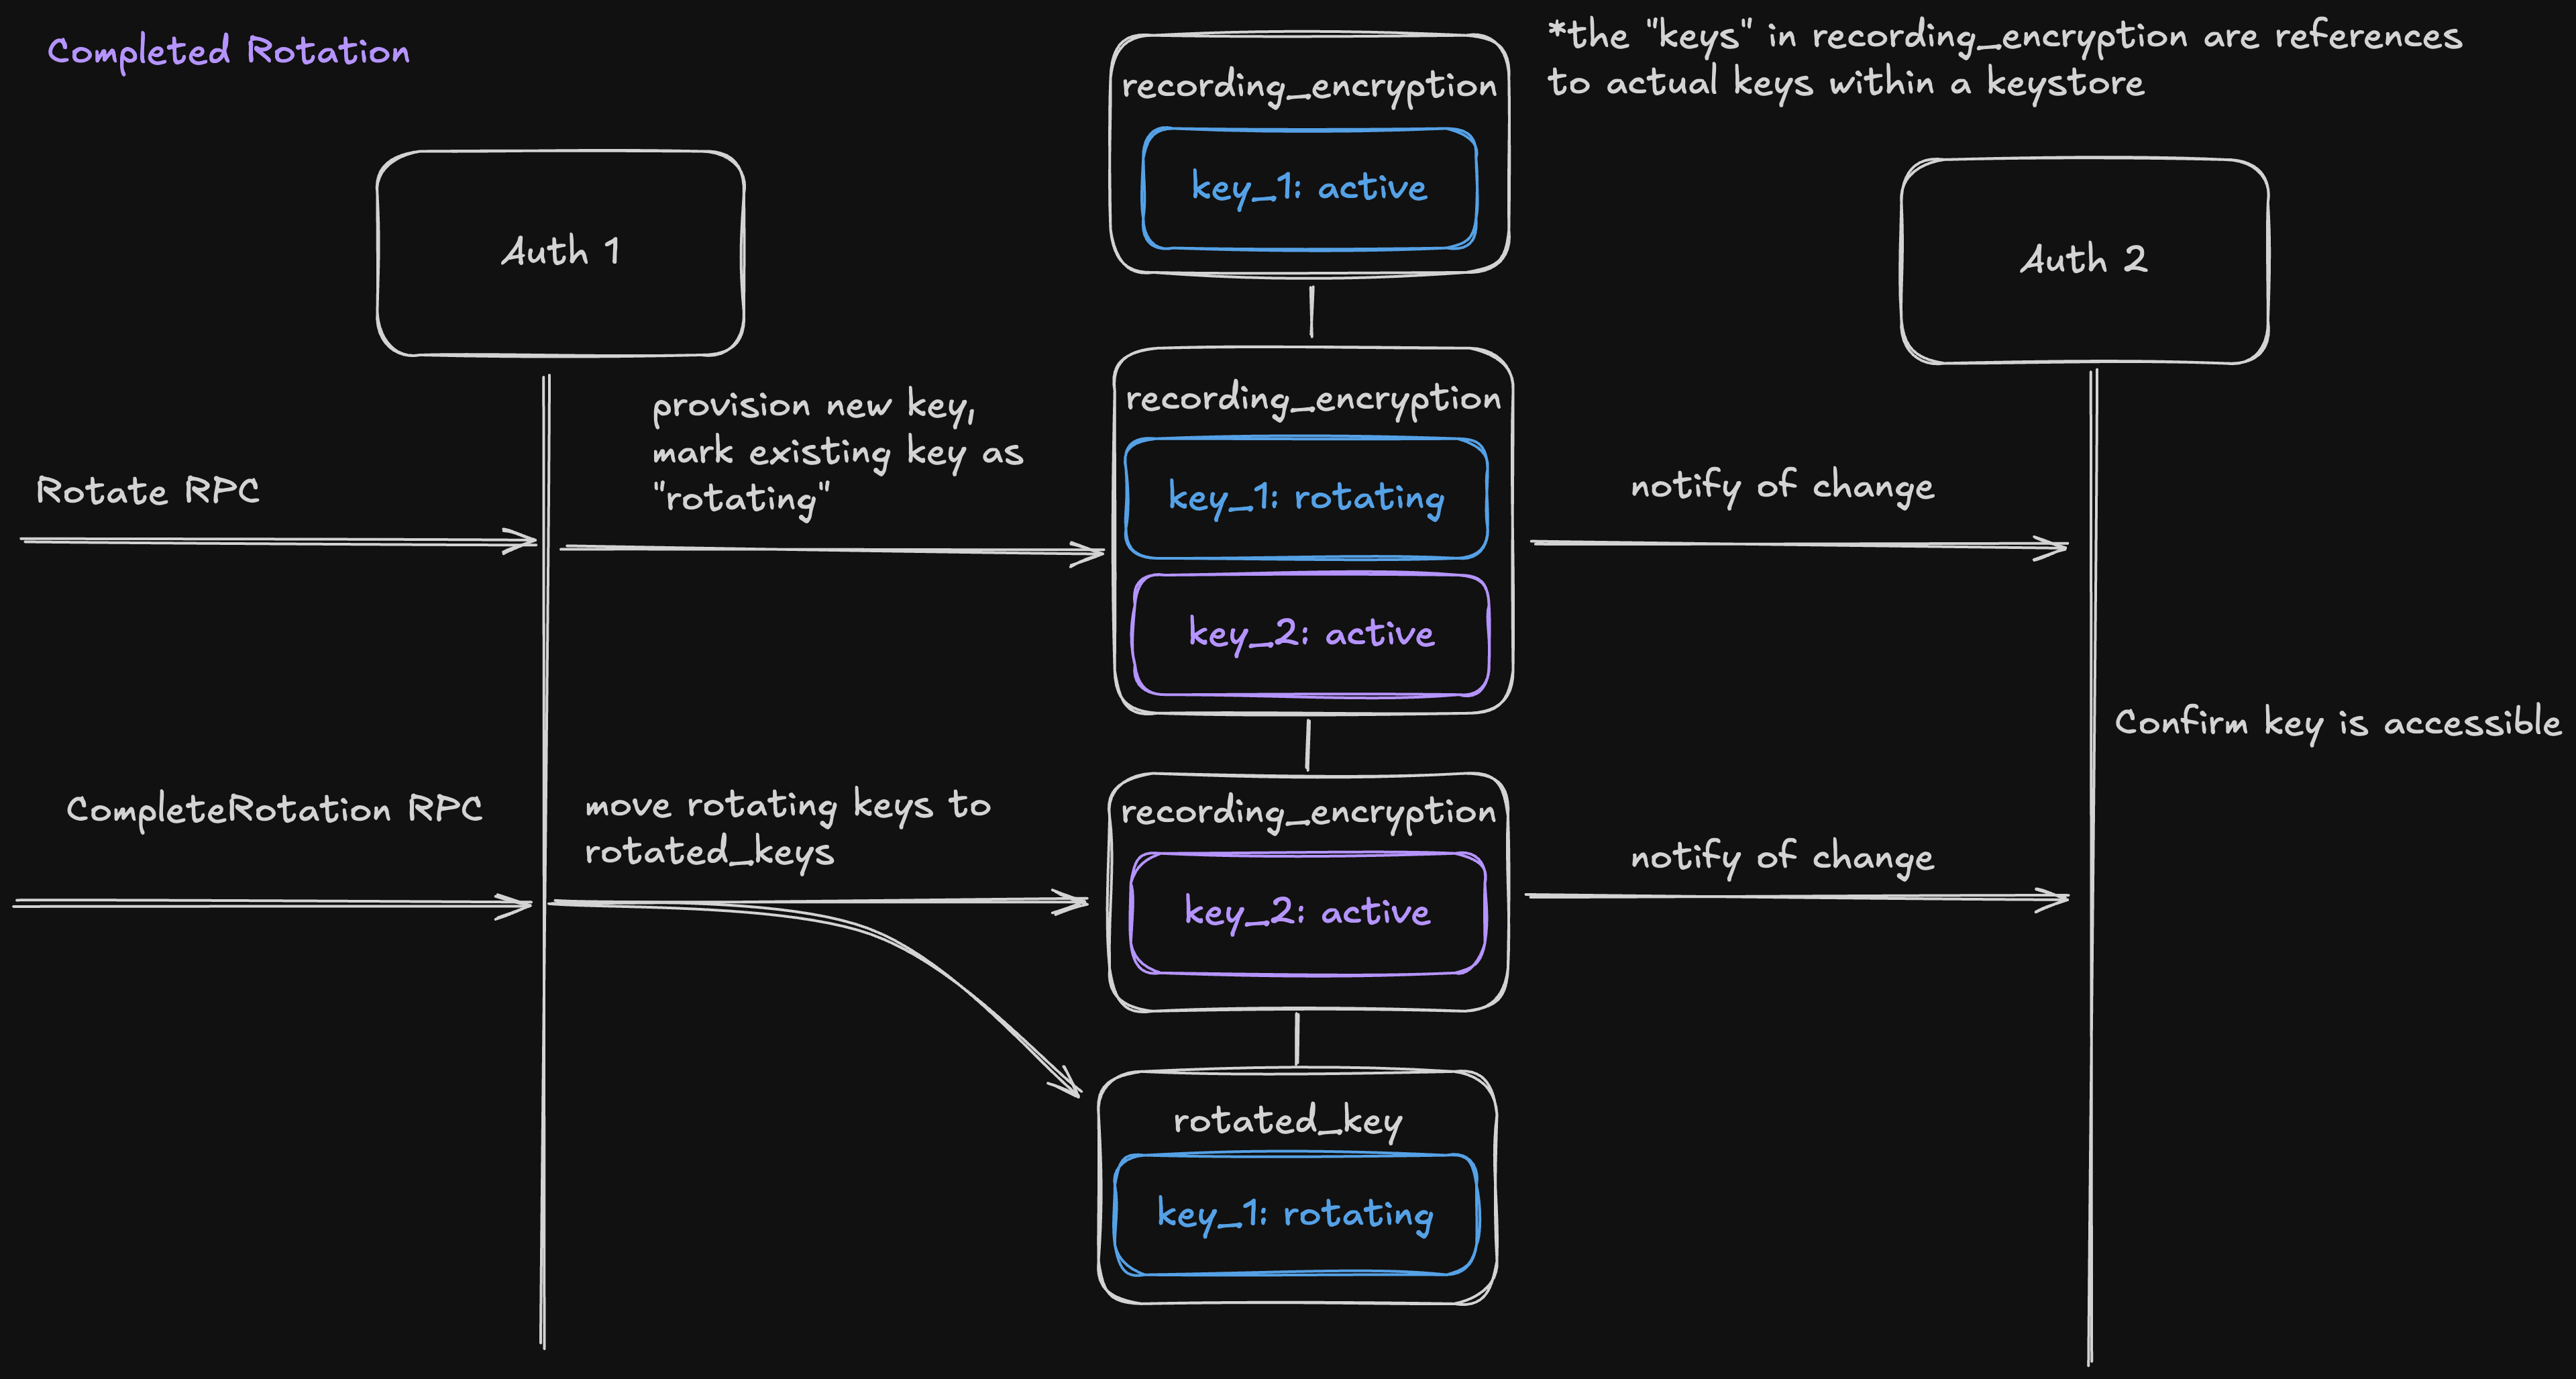 Completed Rotation
*the "keys" in recording_encryption are references
to actual keys within a keystore
recording_encryption
key_1: active
Auth 1
Auth 2
provision new key,
mark existing key as
"rotating"
Rotate RPC
recording_encryption
key_1: rotating
key_2: active
notify of change
Confirm key is accessible
CompleteRotation RPC
move rotating keys to
rotated_keys
recording_encryption
key_2: active
notify of change
rotated_key
key_1: rotating